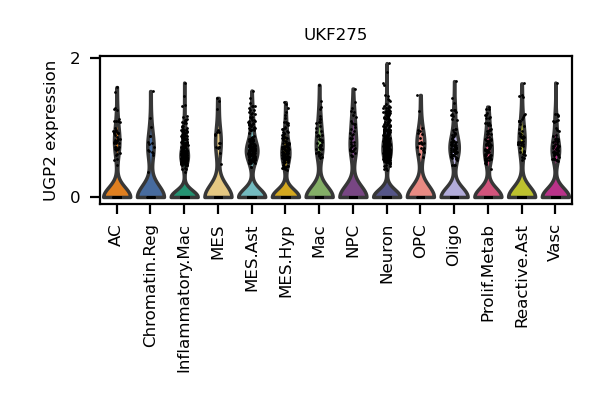 UKF275
UGP2 expression
2
0
AC
Chromatin.Reg
Inflammatory.Mac
MES
MES.Ast
MES.Hyp
Mac
NPC
Neuron
OPC
Oligo
Prolif.Metab
Reactive.Ast
Vasc